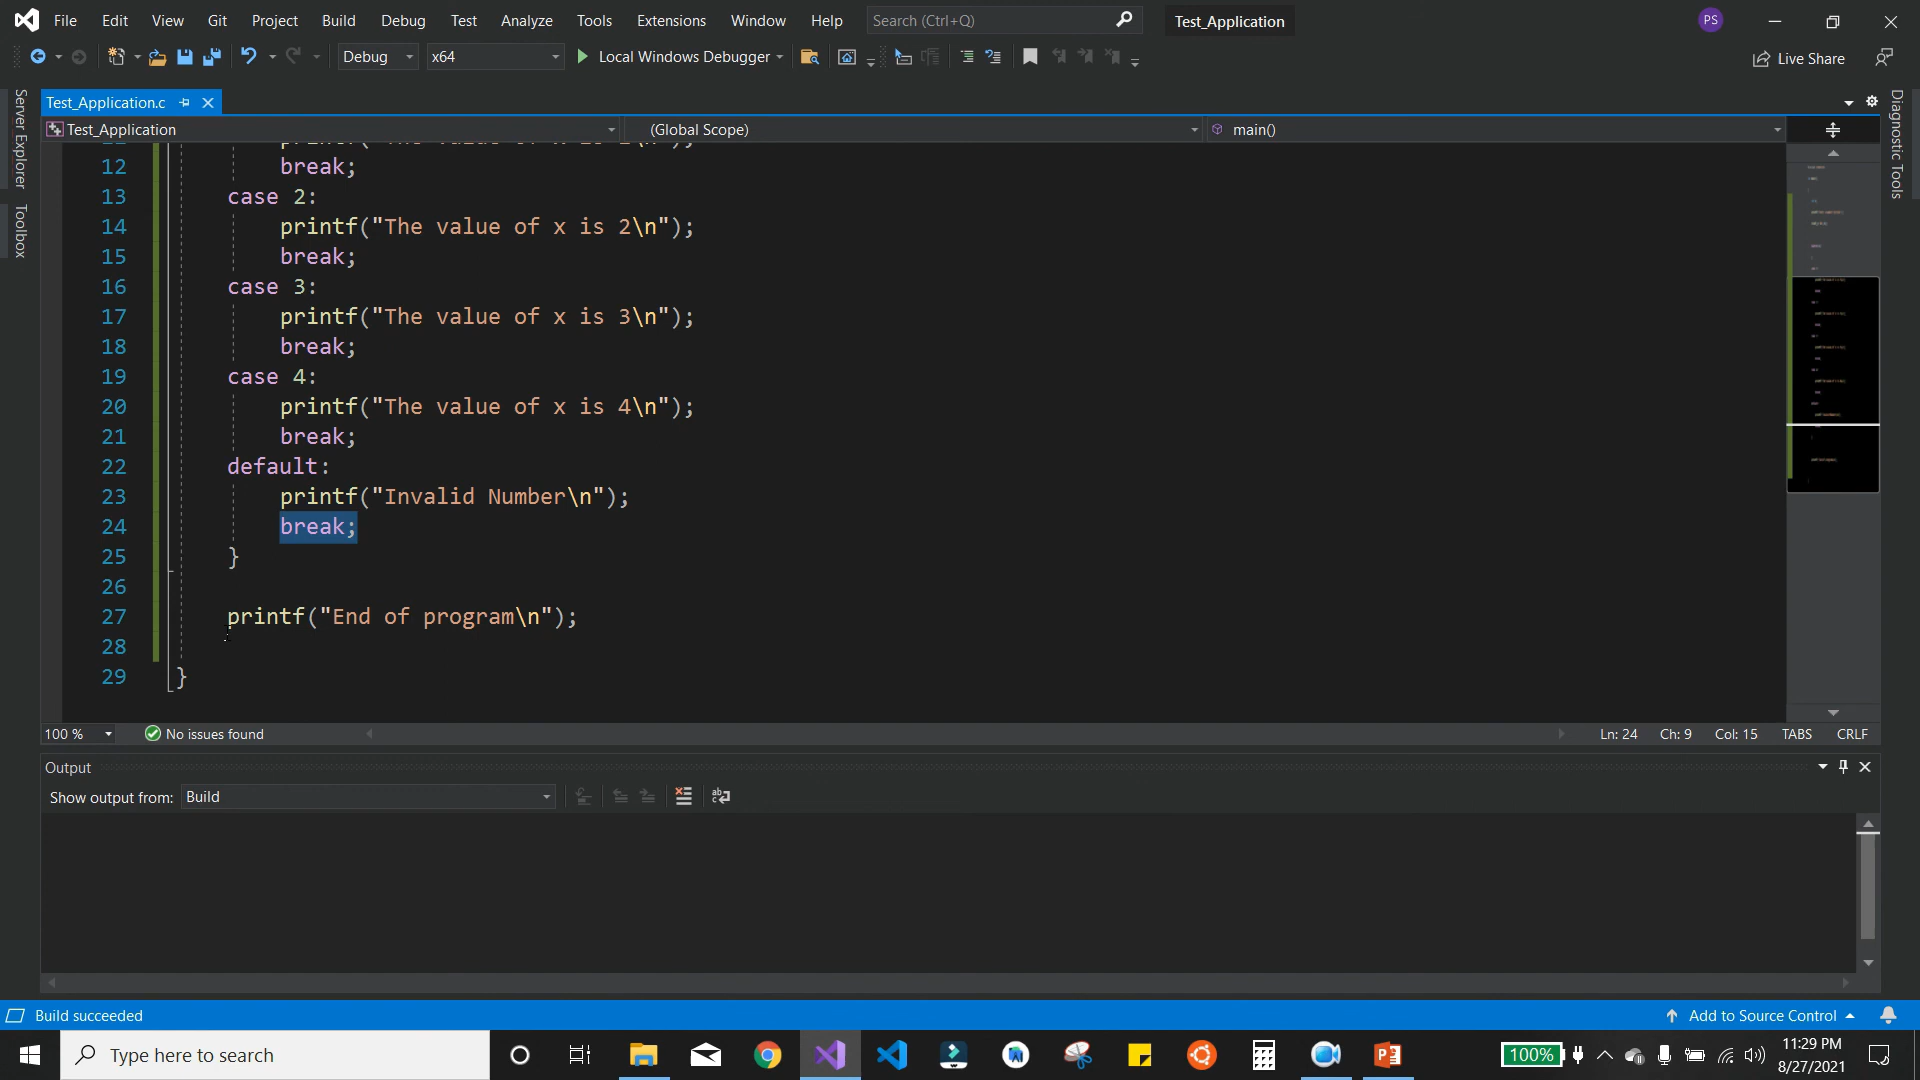 File Edit View Git Project Build Debug Test Analyze Tools Extensions Window Help Search (Ctrl+Q) Test_Application PS
Debug x64 Local Windows Debugger Live Share
Server Explorer
Toolbox
Test_Application.c
Test_Application (Global Scope) main()
Diagnostic Tools
12 break;
13 case 2:
14 printf("The value of x is 2\n");
15 break;
16 case 3:
17 printf("The value of x is 3\n");
18 break;
19 case 4:
20 printf("The value of x is 4\n");
21 break;
22 default:
23 printf("Invalid Number\n");
24 break;
25 }
26
27 printf("End of program\n");
28
29 }
100 % No issues found Ln: 24 Ch: 9 Col: 15 TABS CRLF
Output
Show output from: Build
Build succeeded Add to Source Control
Type here to search 100% 11:29 PM
8/27/2021